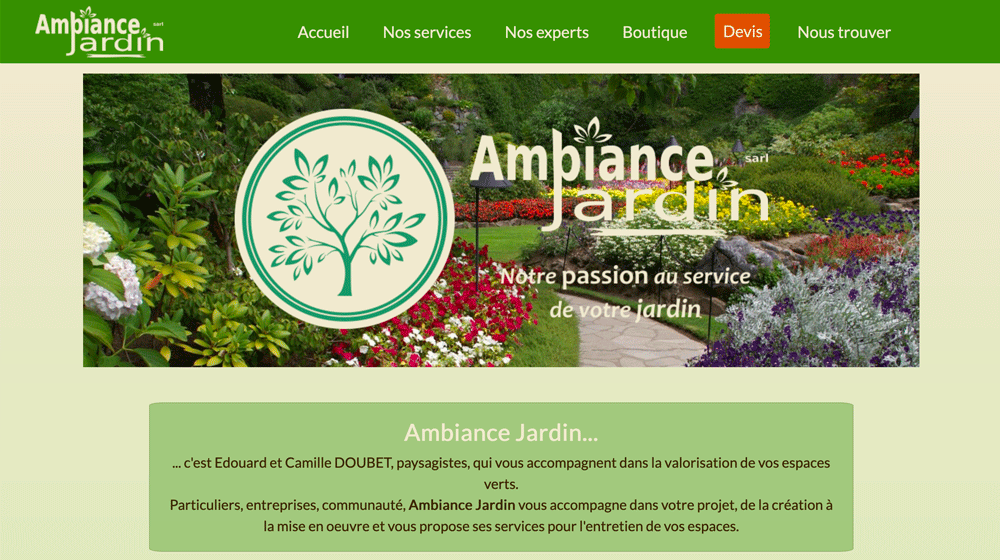 Ambiance sarl
Jardin
Accueil
Nos services
Nos experts
Boutique
Devis
Nous trouver
Ambiance sarl
Jardin
Notre passion au service
de votre jardin
Ambiance Jardin...
... c'est Edouard et Camille DOUBET, paysagistes, qui vous accompagnent dans la valorisation de vos espaces
verts.
Particuliers, entreprises, communauté, Ambiance Jardin vous accompagne dans votre projet, de la création à
la mise en oeuvre et vous propose ses services pour l'entretien de vos espaces.